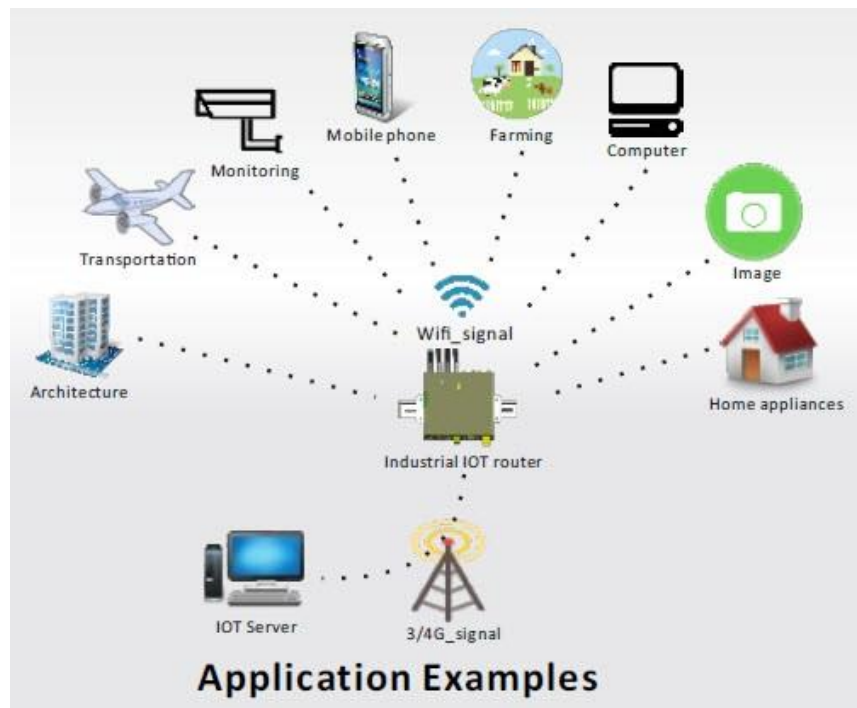 Mobile phone
Farming
Computer
Monitoring
Transportation
Image
Wifi_signal
Architecture
Home appliances
Industrial IOT router
IOT Server
3/4G_signal
Application Examples